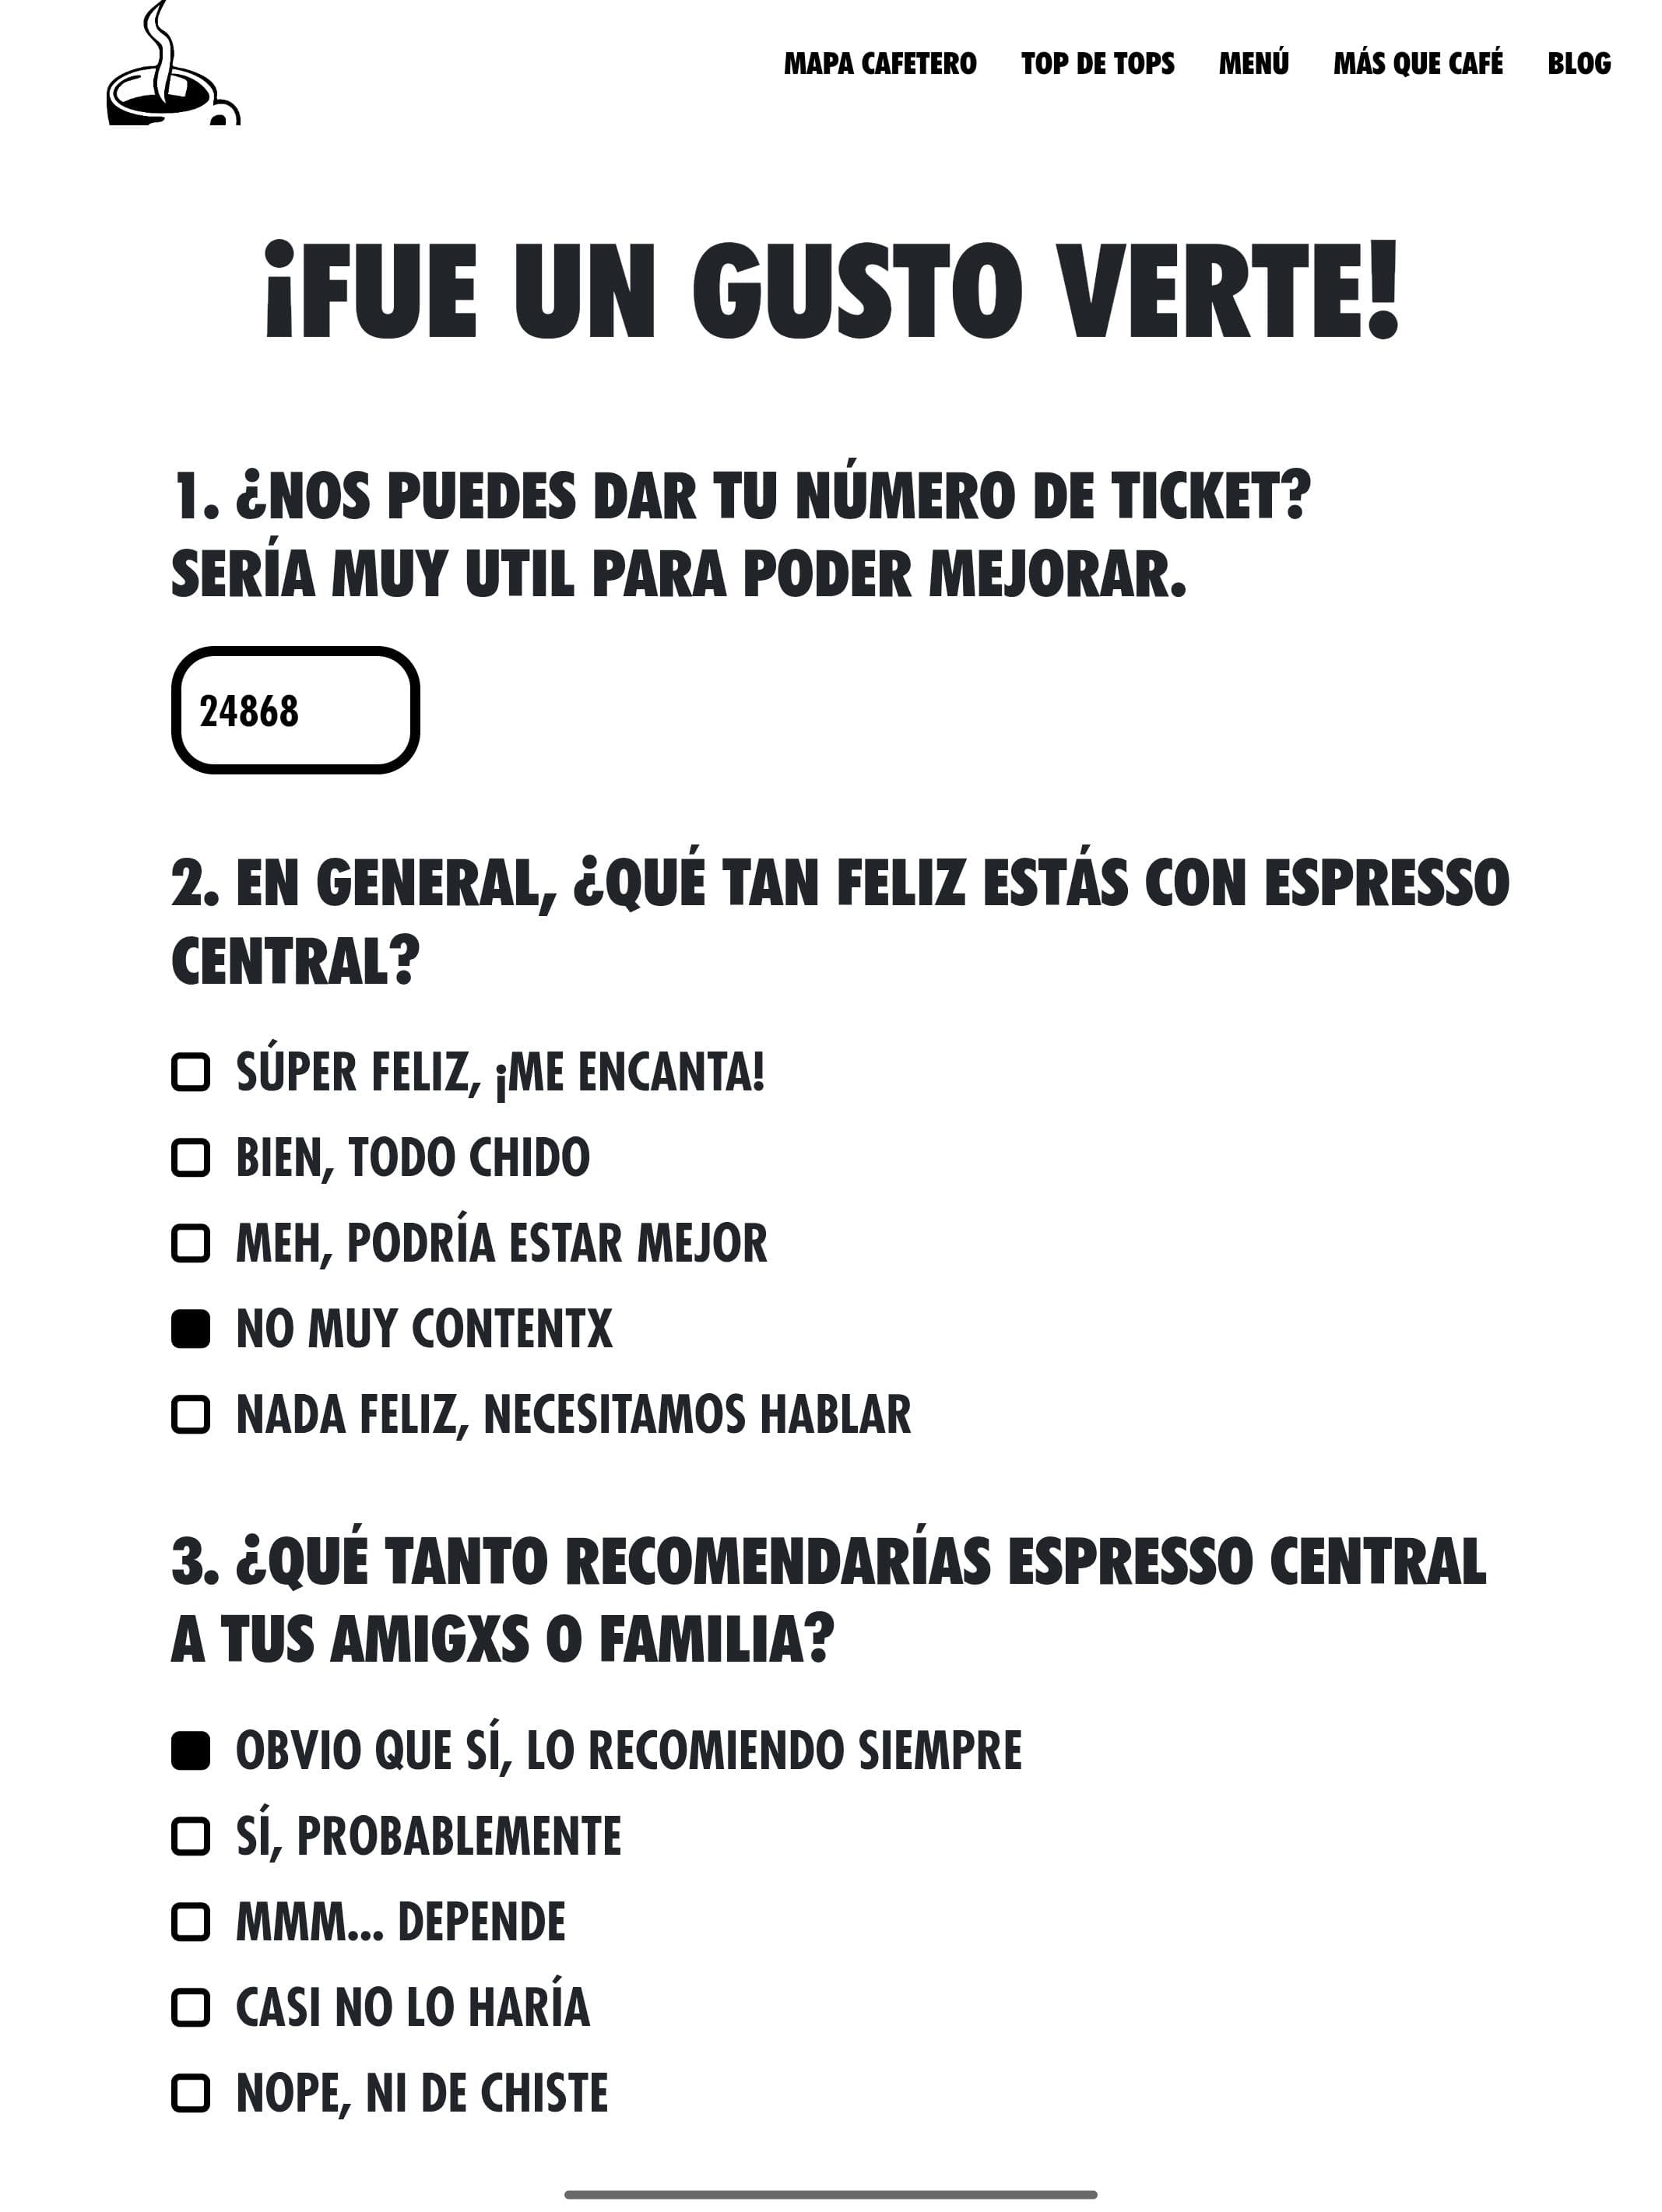 MAPA CAFETERO TOP DE TOPS MENÚ MÁS QUE CAFÉ BLOG
¡FUE UN GUSTO VERTE!
1. ¿NOS PUEDES DAR TU NÚMERO DE TICKET?
SERÍA MUY UTIL PARA PODER MEJORAR.
24868
2. EN GENERAL, ¿QUÉ TAN FELIZ ESTÁS CON ESPRESSO
CENTRAL?
SÚPER FELIZ, ¡ME ENCANTA!
BIEN, TODO CHIDO
MEH, PODRÍA ESTAR MEJOR
NO MUY CONTENTX
NADA FELIZ, NECESITAMOS HABLAR
3. ¿QUÉ TANTO RECOMENDARÍAS ESPRESSO CENTRAL
A TUS AMIGXS O FAMILIA?
OBVIO QUE SÍ, LO RECOMIENDO SIEMPRE
SÍ, PROBABLEMENTE
MMM... DEPENDE
CASI NO LO HARÍA
NOPE, NI DE CHISTE